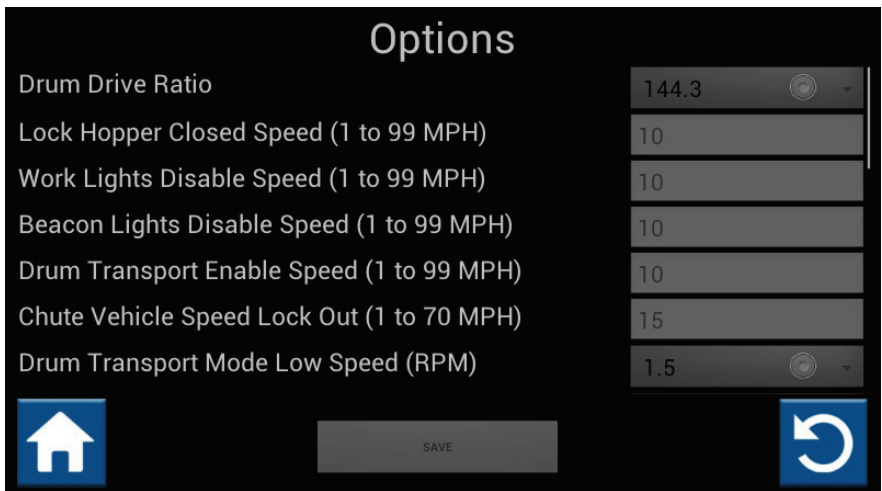 Options
Drum Drive Ratio 144.3
Lock Hopper Closed Speed (1 to 99 MPH) 10
Work Lights Disable Speed (1 to 99 MPH) 10
Beacon Lights Disable Speed (1 to 99 MPH) 10
Drum Transport Enable Speed (1 to 99 MPH) 10
Chute Vehicle Speed Lock Out (1 to 70 MPH) 15
Drum Transport Mode Low Speed (RPM) 1.5
SAVE